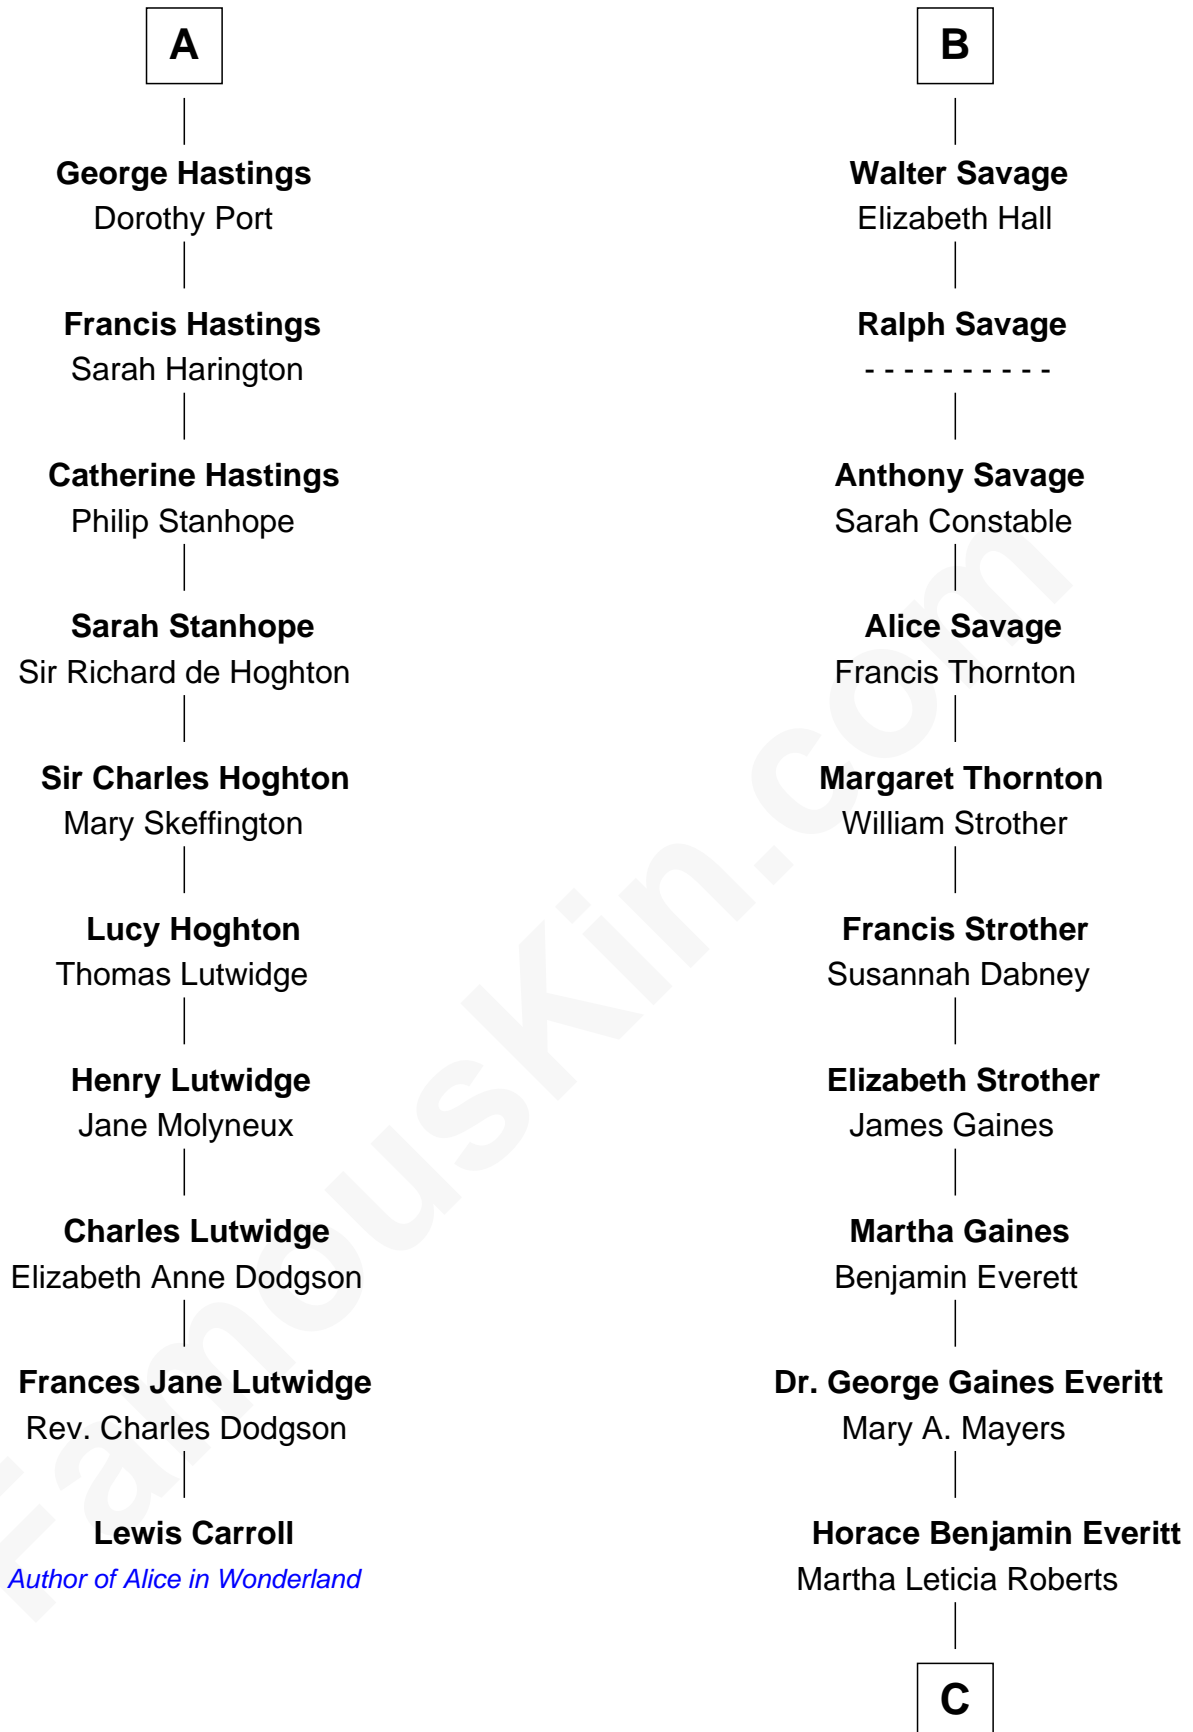 A
George Hastings
Dorothy Port
Francis Hastings
Sarah Harington
Catherine Hastings
Philip Stanhope
Sarah Stanhope
Sir Richard de Hoghton
Sir Charles Hoghton
Mary Skeffington
Lucy Hoghton
Thomas Lutwidge
Henry Lutwidge
Jane Molyneux
Charles Lutwidge
Elizabeth Anne Dodgson
Frances Jane Lutwidge
Rev. Charles Dodgson
Lewis Carroll
Author of Alice in Wonderland
B
Walter Savage
Elizabeth Hall
Ralph Savage
- - - - - - - - - -
Anthony Savage
Sarah Constable
Alice Savage
Francis Thornton
Margaret Thornton
William Strother
Francis Strother
Susannah Dabney
Elizabeth Strother
James Gaines
Martha Gaines
Benjamin Everett
Dr. George Gaines Everitt
Mary A. Mayers
Horace Benjamin Everitt
Martha Leticia Roberts
C
FamousKin.com